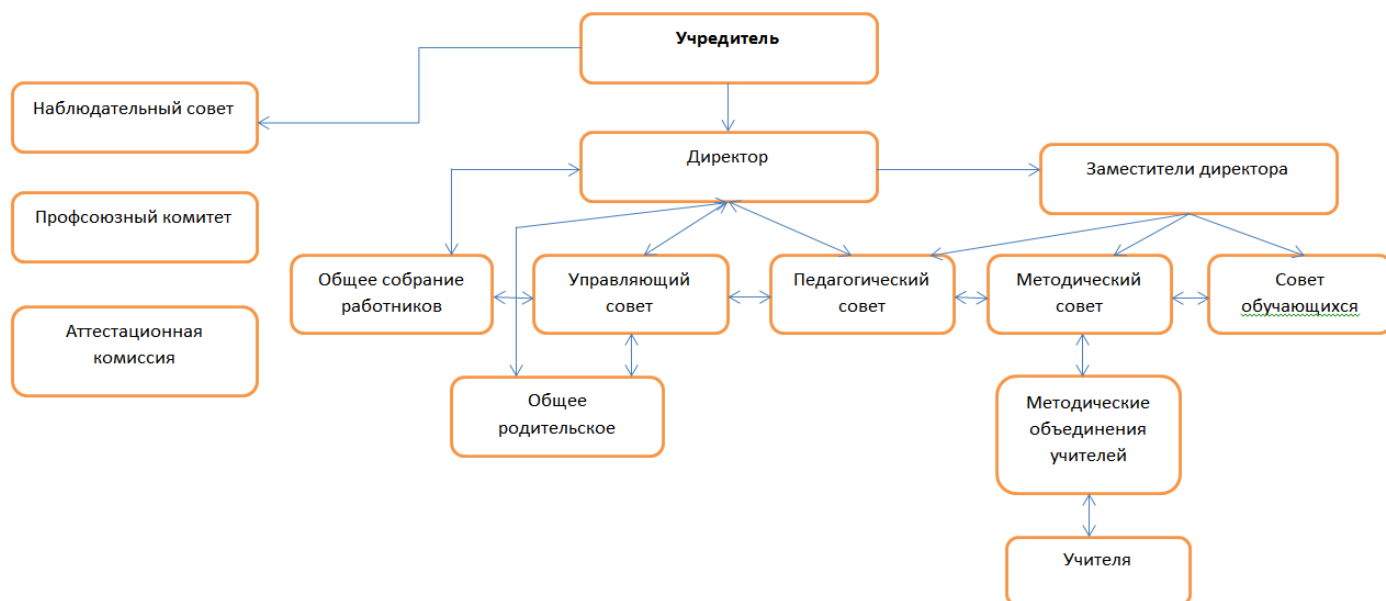 Учредитель
Наблюдательный совет
Директор
Заместители директора
Профсоюзный комитет
Общее собрание
работников
Управляющий
совет
Педагогический
совет
Методический
совет
Совет
обучающихся
Аттестационная
комиссия
Общее
родительское
Методические
объединения
учителей
Учителя